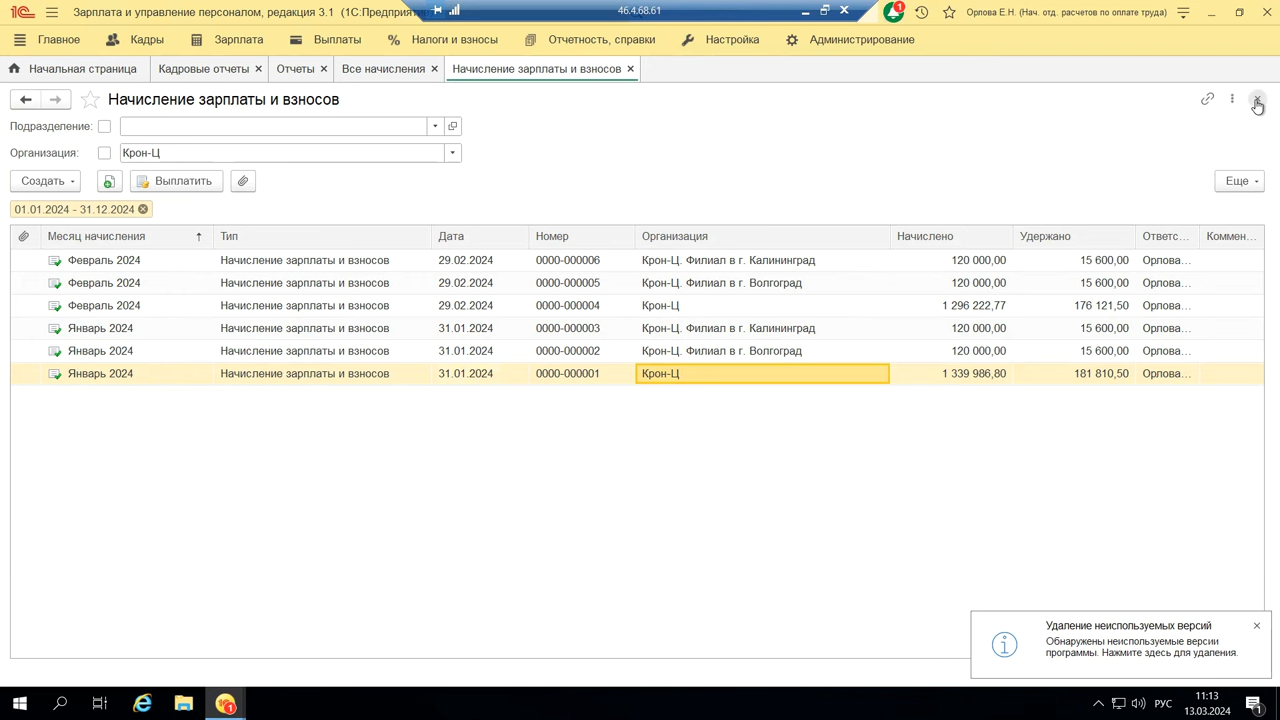 Зарплата и управление персоналом, редакция 3.1 (1С:Предприятие
46.4.68.61
1
Орлова Е.Н. (Нач. отд. расчетов по оплате труда)
Главное Кадры Зарплата Выплаты Налоги и взносы Отчетность, справки Настройка Администрирование
Начальная страница Кадровые отчеты Отчеты Все начисления Начисление зарплаты и взносов
Начисление зарплаты и взносов
Подразделение:
Организация: Крон-Ц
Создать Выплатить Еще
01.01.2024 - 31.12.2024
Месяц начисления Тип Дата Номер Организация Начислено Удержано Ответс... Коммен...
Февраль 2024 Начисление зарплаты и взносов 29.02.2024 0000-000006 Крон-Ц. Филиал в г. Калининград 120 000,00 15 600,00 Орлова...
Февраль 2024 Начисление зарплаты и взносов 29.02.2024 0000-000005 Крон-Ц. Филиал в г. Волгоград 120 000,00 15 600,00 Орлова...
Февраль 2024 Начисление зарплаты и взносов 29.02.2024 0000-000004 Крон-Ц 1 296 222,77 176 121,50 Орлова...
Январь 2024 Начисление зарплаты и взносов 31.01.2024 0000-000003 Крон-Ц. Филиал в г. Калининград 120 000,00 15 600,00 Орлова...
Январь 2024 Начисление зарплаты и взносов 31.01.2024 0000-000002 Крон-Ц. Филиал в г. Волгоград 120 000,00 15 600,00 Орлова...
Январь 2024 Начисление зарплаты и взносов 31.01.2024 0000-000001 Крон-Ц 1 339 986,80 181 810,50 Орлова...
Удаление неиспользуемых версий
Обнаружены неиспользуемые версии
программы. Нажмите здесь для удаления.
РУС
11:13
13.03.2024
1
1